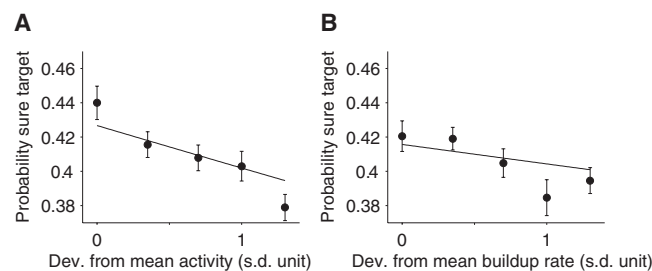 A
Probability sure target
0.46
0.44
0.42
0.4
0.38
0
1
Dev. from mean activity (s.d. unit)
B
Probability sure target
0.46
0.44
0.42
0.4
0.38
0
1
Dev. from mean buildup rate (s.d. unit)